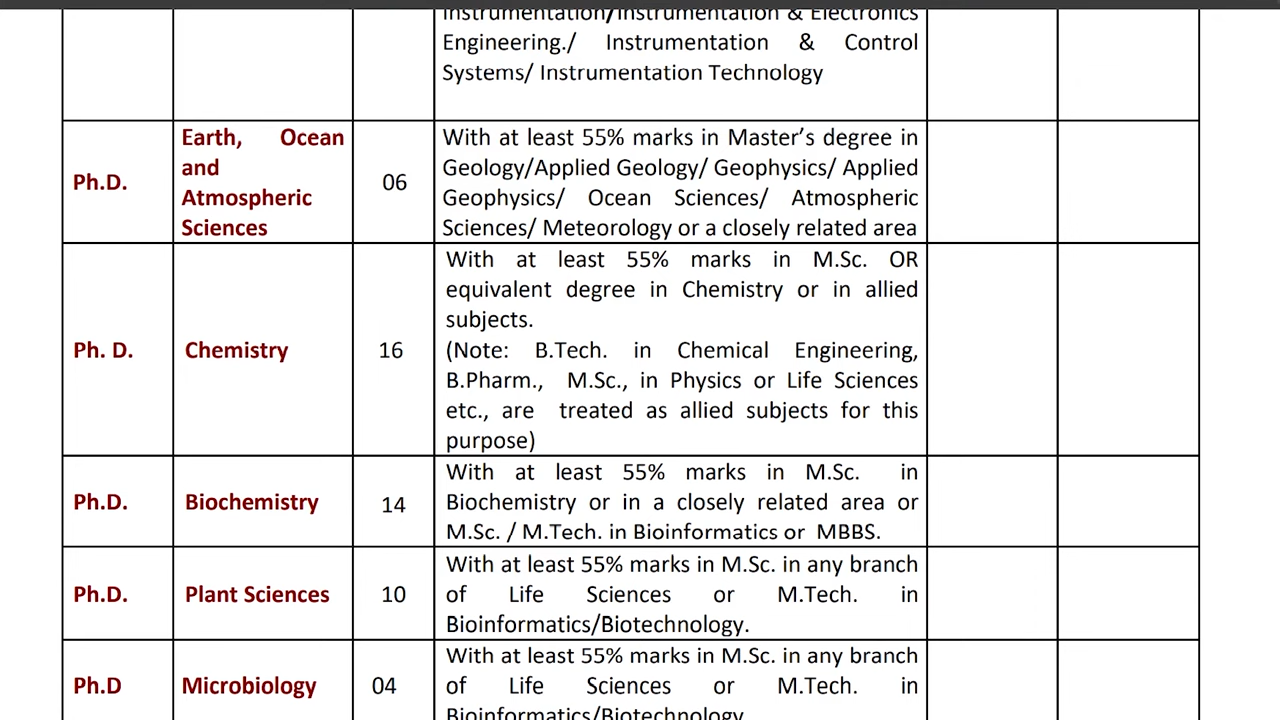 Instrumentation/Instrumentation & Electronics
Engineering./ Instrumentation & Control
Systems/ Instrumentation Technology
Ph.D.
Earth, Ocean
and
Atmospheric
Sciences
06
With at least 55% marks in Master’s degree in
Geology/Applied Geology/ Geophysics/ Applied
Geophysics/ Ocean Sciences/ Atmospheric
Sciences/ Meteorology or a closely related area
Ph. D.
Chemistry
16
With at least 55% marks in M.Sc. OR
equivalent degree in Chemistry or in allied
subjects.
(Note: B.Tech. in Chemical Engineering,
B.Pharm., M.Sc., in Physics or Life Sciences
etc., are treated as allied subjects for this
purpose)
Ph.D.
Biochemistry
14
With at least 55% marks in M.Sc. in
Biochemistry or in a closely related area or
M.Sc. / M.Tech. in Bioinformatics or MBBS.
Ph.D.
Plant Sciences
10
With at least 55% marks in M.Sc. in any branch
of Life Sciences or M.Tech. in
Bioinformatics/Biotechnology.
Ph.D
Microbiology
04
With at least 55% marks in M.Sc. in any branch
of Life Sciences or M.Tech. in
Bioinformatics/Biotechnology